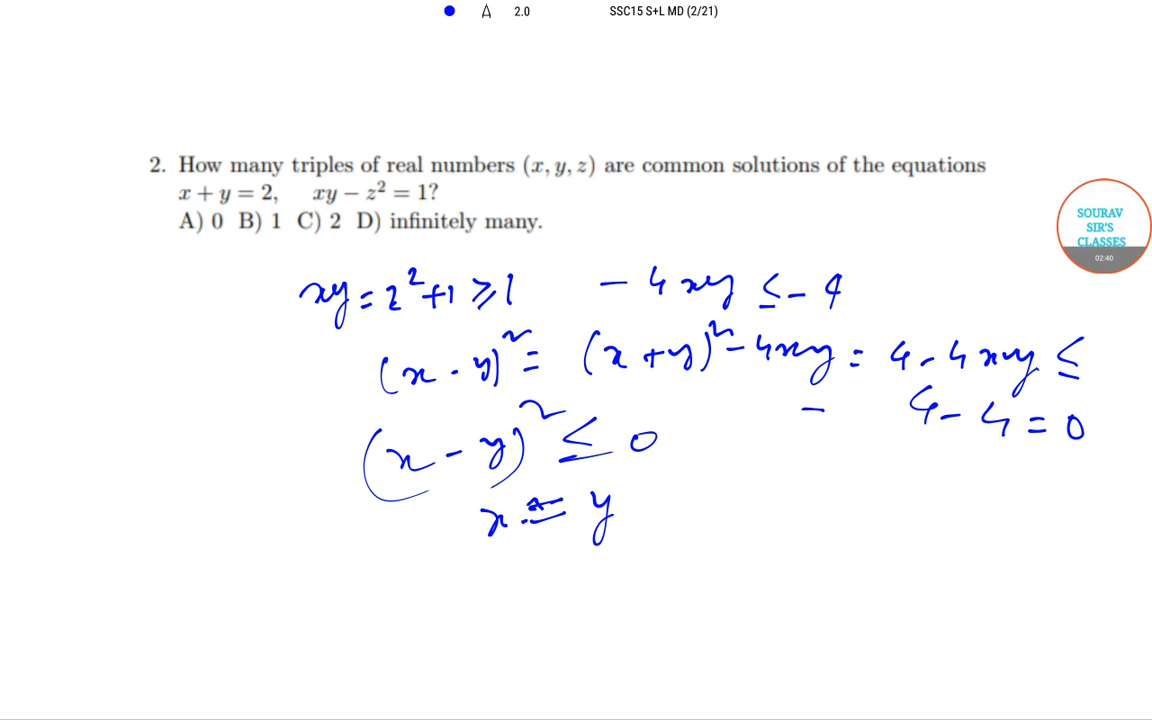 A 2.0 SSC15 S+L MD (2/21)
2. How many triples of real numbers (x, y, z) are common solutions of the equations
x + y = 2, xy − z² = 1?
A) 0 B) 1 C) 2 D) infinitely many.
SOURAV
SIR'S
CLASSES
02:40
xy = z² + 1 ≥ 1 − 4xy ≤ − 4
(x - y)² = (x + y)² − 4xy = 4 - 4xy ≤
4 − 4 = 0
(x − y)² ≤ 0
x = y